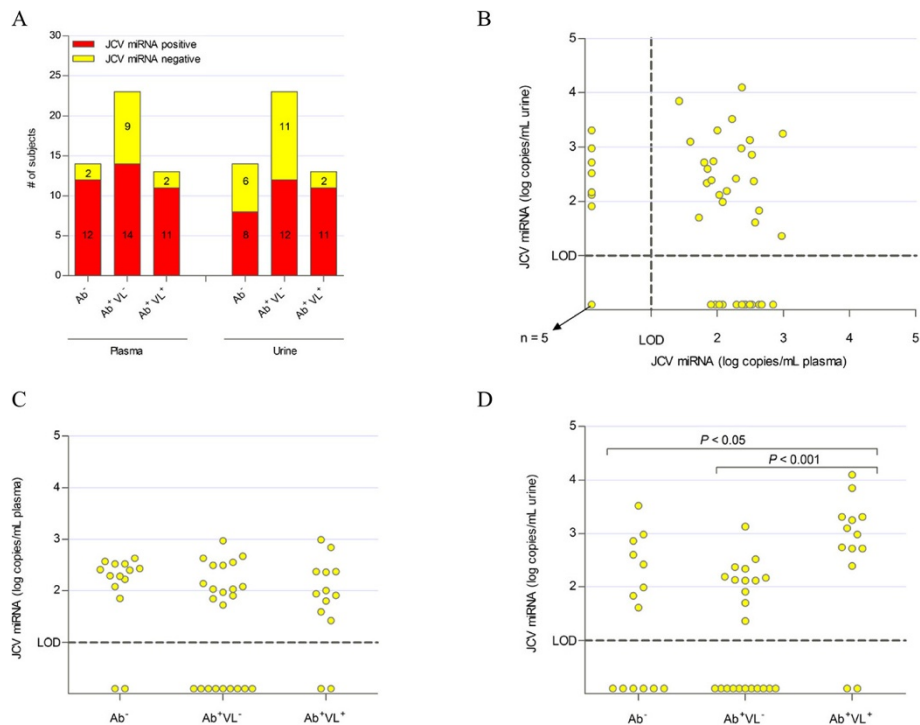 A
JCV miRNA positive
JCV miRNA negative
# of subjects
30
25
20
15
10
5
0
2 9 2 6 11 2
12 14 11 8 12 11
Ab⁻ Ab⁺ VL⁻ Ab⁺ VL⁺ Ab⁻ Ab⁺ VL⁻ Ab⁺ VL⁺
Plasma Urine
B
JCV miRNA (log copies/mL urine)
5
4
3
2
LOD
n = 5
LOD 2 3 4 5
JCV miRNA (log copies/mL plasma)
C
JCV miRNA (log copies/mL plasma)
5
4
3
2
LOD
Ab⁻ Ab⁺VL⁻ Ab⁺VL⁺
D
JCV miRNA (log copies/mL urine)
5
4
3
2
LOD
P < 0.05
P < 0.001
Ab⁻ Ab⁺VL⁻ Ab⁺VL⁺